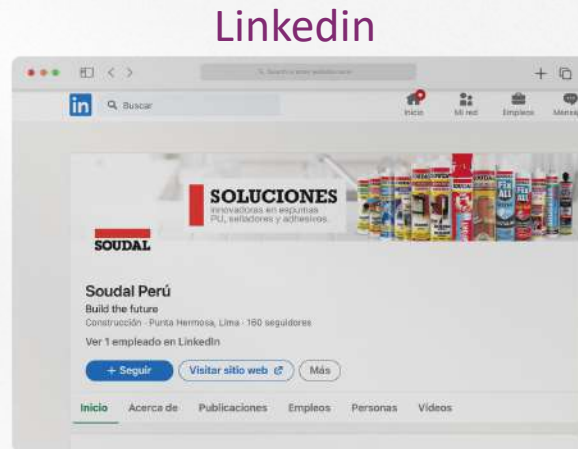 Linkedin
in Buscar
Inicio Mi red Empleos
SOLUCIONES
innovadoras en espumas
PU, selladores y adhesivos.
SOUDAL
FIX ALL
Soudal Perú
Build the future
Construcción · Punta Hermosa, Lima · 160 seguidores
Ver 1 empleado en LinkedIn
+ Seguir Visitar sitio web Más
Inicio Acerca de Publicaciones Empleos Personas Videos